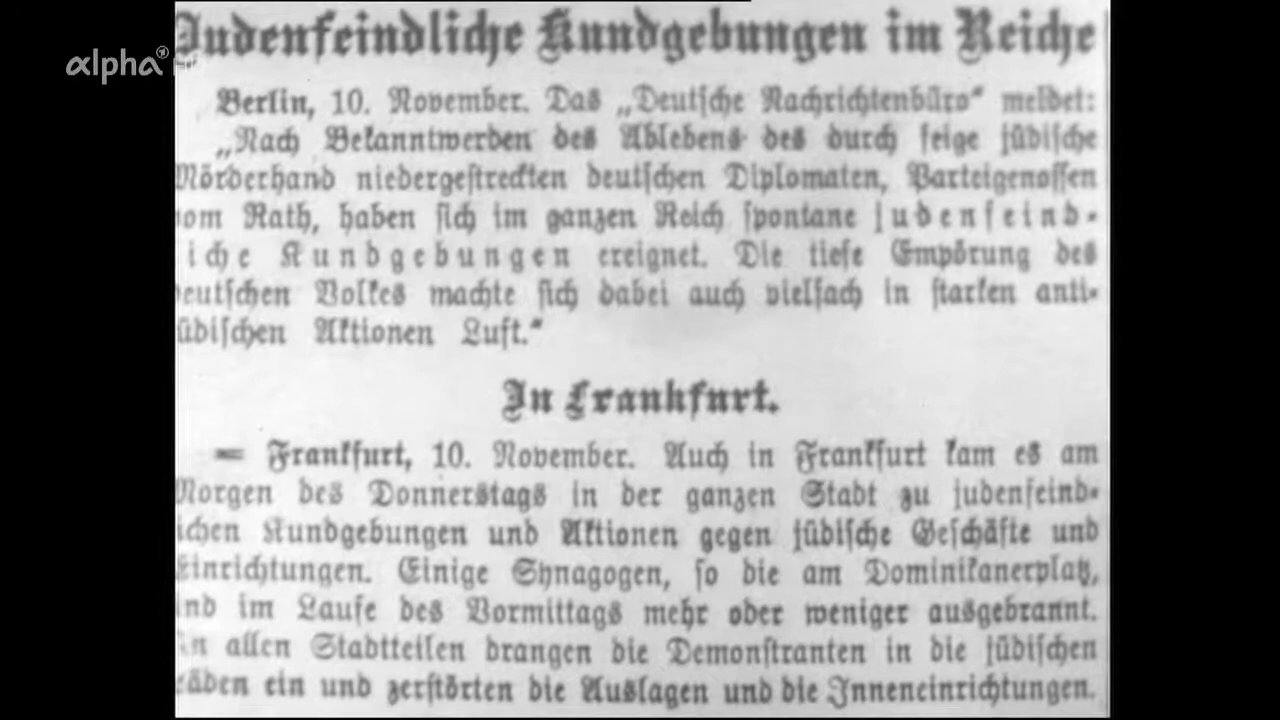 alpha
Judenfeindliche Kundgebungen im Reiche
Berlin, 10. November. Das „Deutsche Nachrichtenbüro“ meldet:
„Nach Bekanntwerden des Ablebens des durch feige jüdische
Mörderhand niedergestreckten deutschen Diplomaten, Parteigenossen
vom Rath, haben sich im ganzen Reich spontane judenfeind-
iche Kundgebungen ereignet. Die tiefe Empörung des
deutschen Volkes machte sich dabei auch vielfach in starken anti-
übischen Aktionen Luft.“
In Frankfurt.
= Frankfurt, 10. November. Auch in Frankfurt kam es am
Morgen des Donnerstags in der ganzen Stadt zu judenfeind-
ichen Kundgebungen und Aktionen gegen jüdische Geschäfte und
Einrichtungen. Einige Synagogen, so die am Dominikanerplatz,
nd im Laufe des Vormittags mehr oder weniger ausgebrannt.
In allen Stadtteilen drangen die Demonstranten in die jüdischen
äden ein und zerstörten die Auslagen und die Inneneinrichtungen.